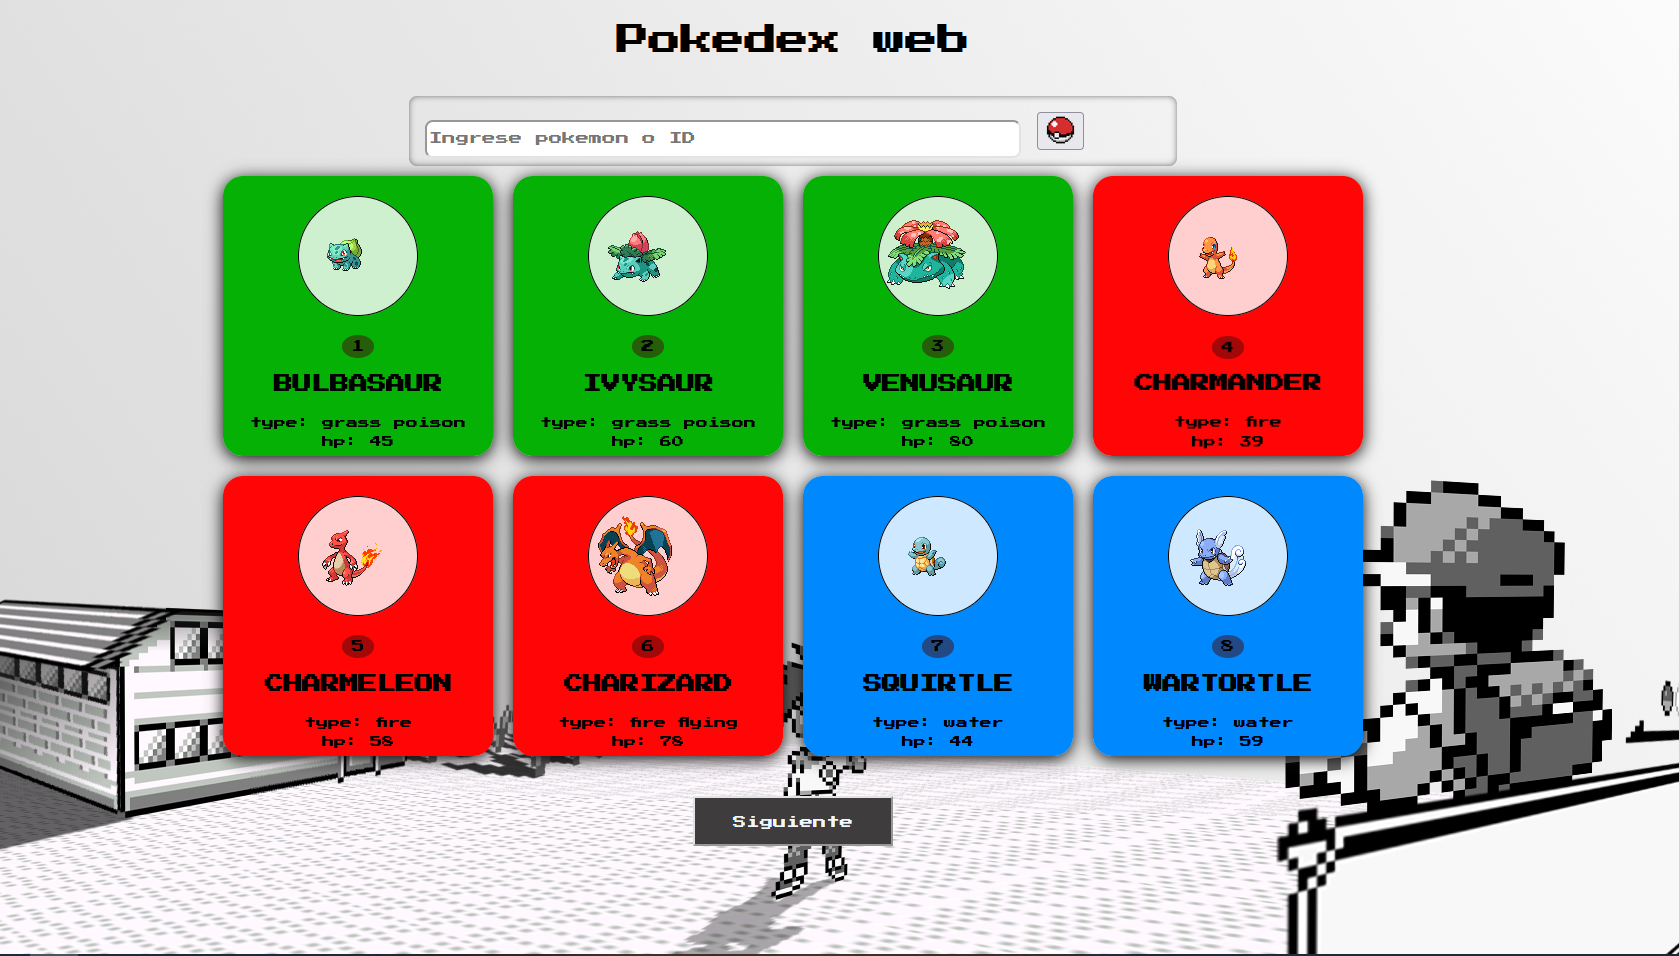 Pokedex web
Ingrese pokemon o ID
1
BULBASAUR
type: grass poison
hp: 45
2
IVYSAUR
type: grass poison
hp: 60
3
VENUSAUR
type: grass poison
hp: 80
4
CHARMANDER
type: fire
hp: 39
5
CHARMELEON
type: fire
hp: 58
6
CHARIZARD
type: fire flying
hp: 78
7
SQUIRTLE
type: water
hp: 44
8
WARTORTLE
type: water
hp: 59
Siguiente